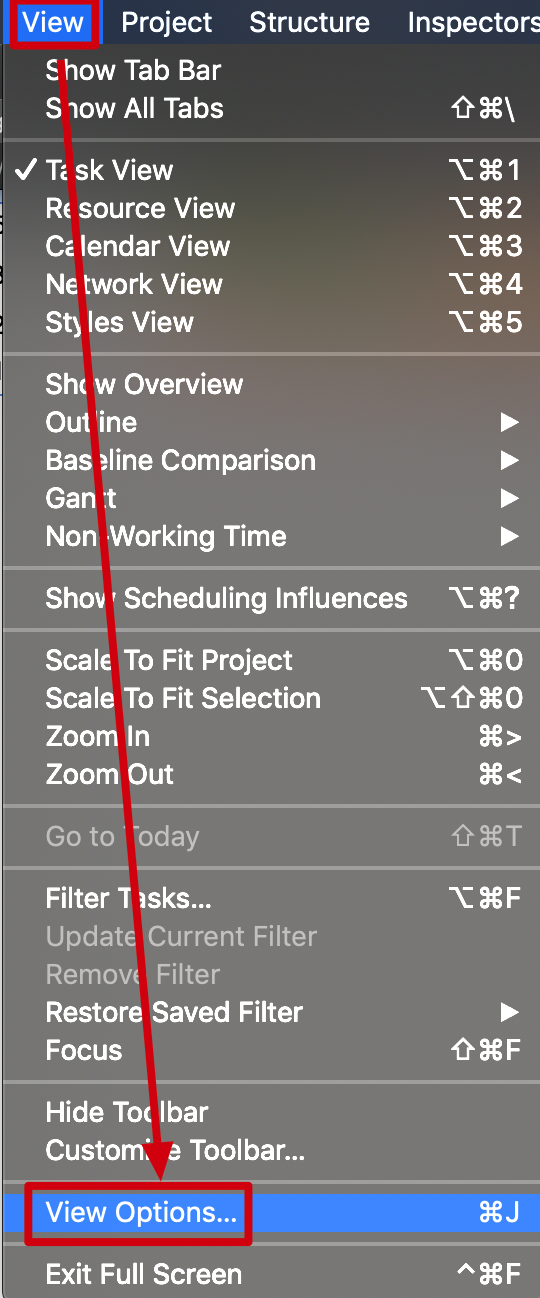 View Project Structure Inspectors
Show Tab Bar
Show All Tabs ⇧⌘\
✓ Task View ⌥⌘1
Resource View ⌥⌘2
Calendar View ⌥⌘3
Network View ⌥⌘4
Styles View ⌥⌘5
Show Overview
Outline ▶
Baseline Comparison ▶
Gantt ▶
Non-Working Time ▶
Show Scheduling Influences ⌥⌘?
Scale To Fit Project ⌥⌘0
Scale To Fit Selection ⌥⇧⌘0
Zoom In ⌘>
Zoom Out ⌘<
Go to Today ⇧⌘T
Filter Tasks... ⌥⌘F
Update Current Filter
Remove Filter
Restore Saved Filter ▶
Focus ⇧⌘F
Hide Toolbar
Customize Toolbar...
View Options... ⌘J
Exit Full Screen ^⌘F